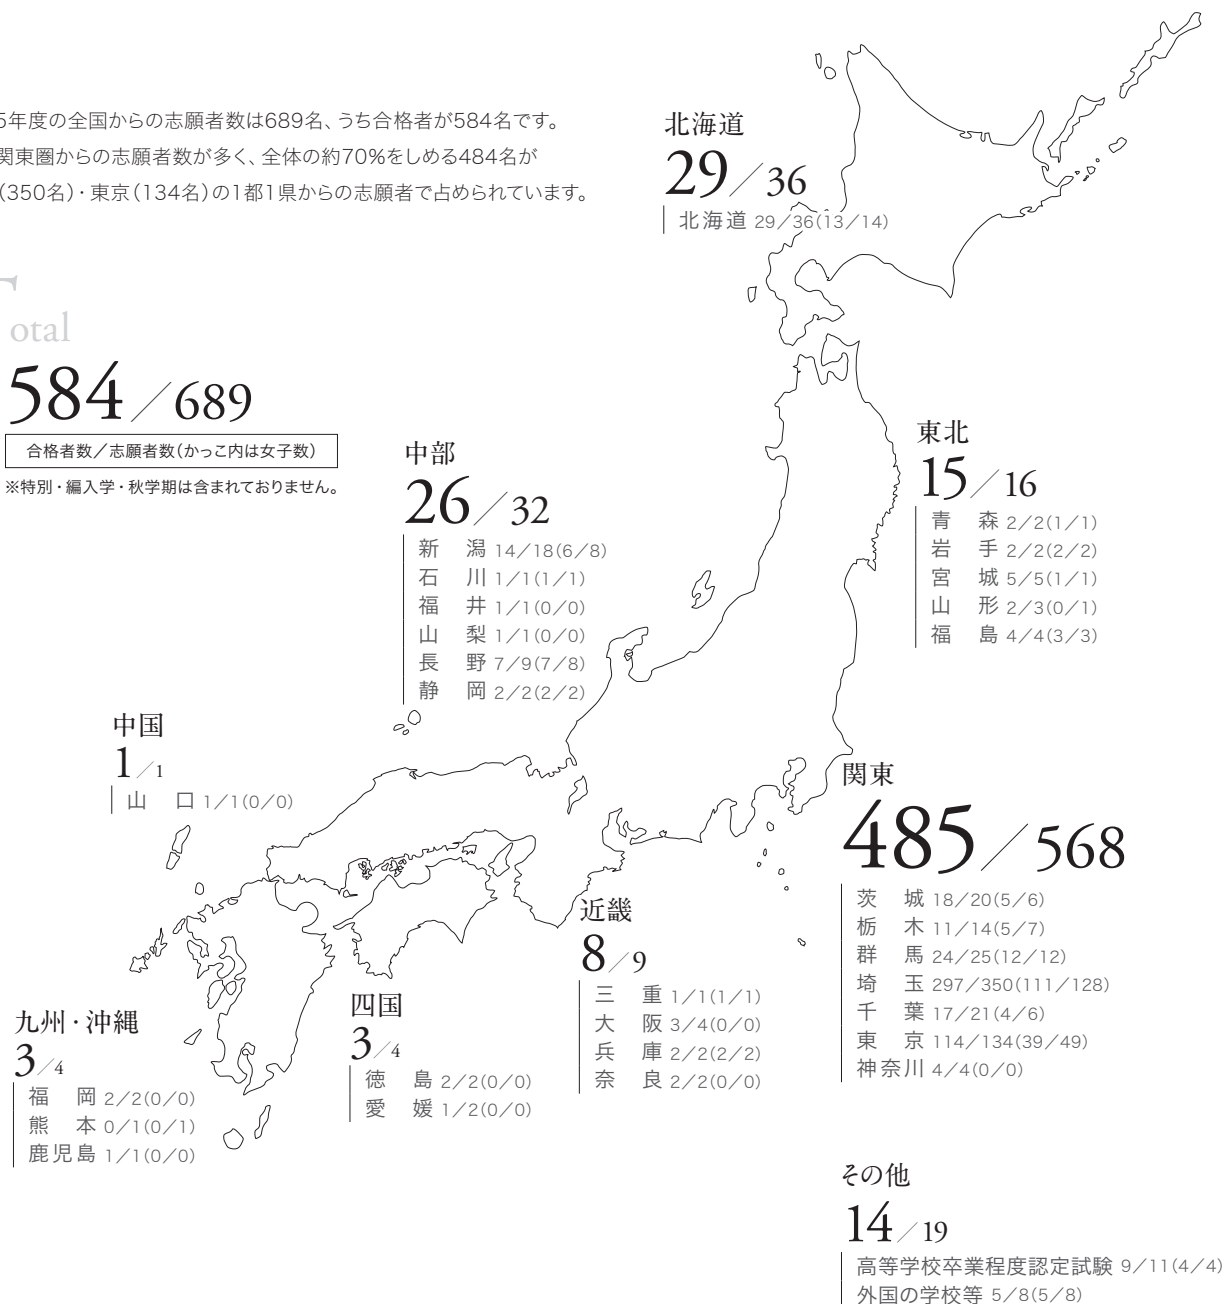 5年度の全国からの志願者数は689名、うち合格者が584名です。
関東圏からの志願者数が多く、全体の約70%をしめる484名が
(350名)・東京(134名)の1都1県からの志願者で占められています。
Total
584／689
合格者数／志願者数(かっこ内は女子数)
※特別・編入学・秋学期は含まれておりません。
北海道
29／36
北海道 29／36(13／14)
東北
15／16
青森 2／2(1／1)
岩手 2／2(2／2)
宮城 5／5(1／1)
山形 2／3(0／1)
福島 4／4(3／3)
中部
26／32
新潟 14／18(6／8)
石川 1／1(1／1)
福井 1／1(0／0)
山梨 1／1(0／0)
長野 7／9(7／8)
静岡 2／2(2／2)
中国
1／1
山口 1／1(0／0)
関東
485／568
茨城 18／20(5／6)
栃木 11／14(5／7)
群馬 24／25(12／12)
埼玉 297／350(111／128)
千葉 17／21(4／6)
東京 114／134(39／49)
神奈川 4／4(0／0)
近畿
8／9
三重 1／1(1／1)
大阪 3／4(0／0)
兵庫 2／2(2／2)
奈良 2／2(0／0)
四国
3／4
徳島 2／2(0／0)
愛媛 1／2(0／0)
九州・沖縄
3／4
福岡 2／2(0／0)
熊本 0／1(0／1)
鹿児島 1／1(0／0)
その他
14／19
高等学校卒業程度認定試験 9／11(4／4)
外国の学校等 5／8(5／8)